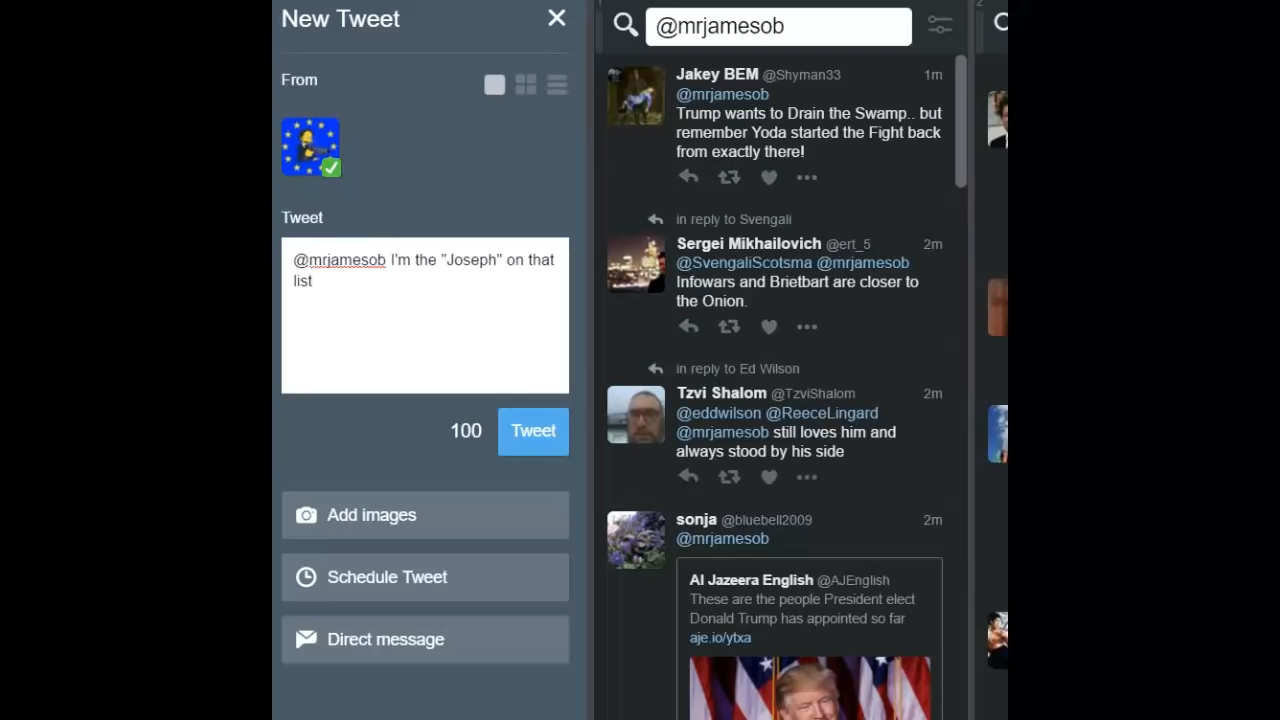 New Tweet
From
Tweet
@mrjamesob I'm the "Joseph" on that
list
100
Tweet
Add images
Schedule Tweet
Direct message
@mrjamesob
Jakey BEM @Shyman33 1m
@mrjamesob
Trump wants to Drain the Swamp.. but
remember Yoda started the Fight back
from exactly there!
in reply to Svengali
Sergei Mikhailovich @ert_5 2m
@SvengaliScotsma @mrjamesob
Infowars and Brietbart are closer to
the Onion.
in reply to Ed Wilson
Tzvi Shalom @TzviShalom 2m
@eddwilson @ReeceLingard
@mrjamesob still loves him and
always stood by his side
sonja @bluebell2009 2m
@mrjamesob
Al Jazeera English @AJEnglish
These are the people President elect
Donald Trump has appointed so far
aje.io/ytxa
2